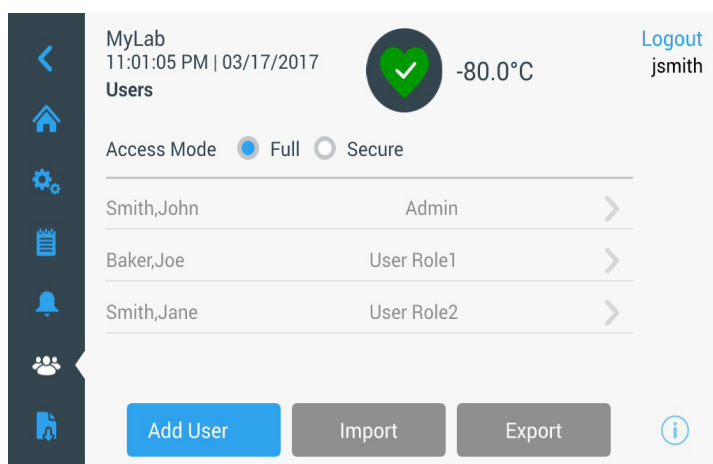 MyLab
11:01:05 PM | 03/17/2017
Users
-80.0°C
Logout
jsmith
Access Mode Full Secure
Smith,John Admin
Baker,Joe User Role1
Smith,Jane User Role2
Add User Import Export
i